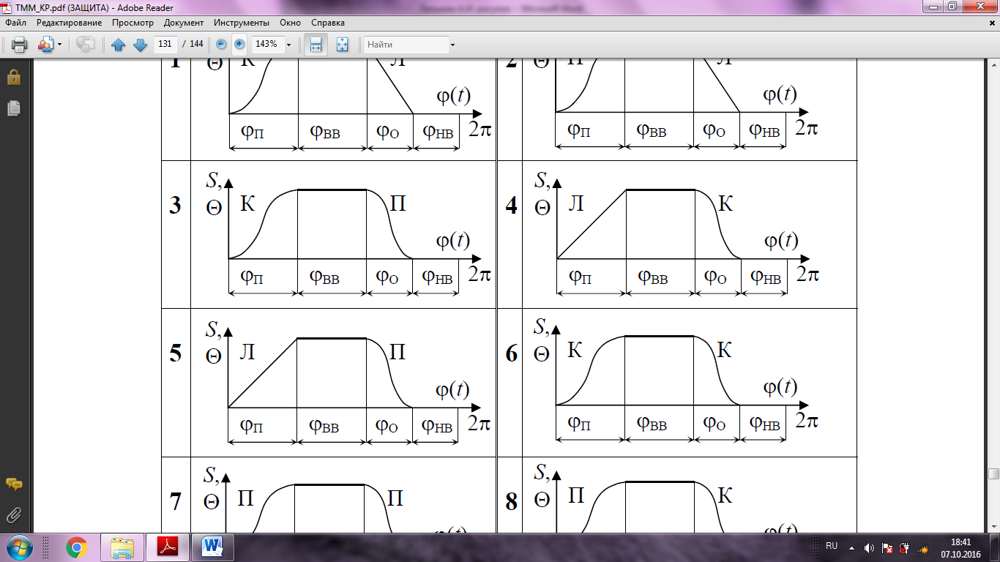 TMM_KP.pdf (ЗАЩИТА) - Adobe Reader
Файл Редактирование Просмотр Документ Инструменты Окно Справка
131 / 144 143% Найти
1 Θ К Л φ(t)
φП φВВ φО φНВ 2π
2 Θ П Л φ(t)
φП φВВ φО φНВ 2π
3 S, Θ К П φ(t)
φП φВВ φО φНВ 2π
4 S, Θ Л К φ(t)
φП φВВ φО φНВ 2π
5 S, Θ Л П φ(t)
φП φВВ φО φНВ 2π
6 S, Θ К К φ(t)
φП φВВ φО φНВ 2π
7 S, Θ П П φ(t)
8 S, Θ П К φ(t)
RU 18:41
07.10.2016